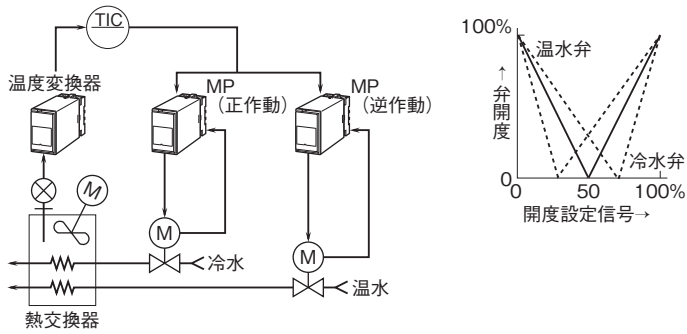 TIC
温度変換器
MP
（正作動）
MP
（逆作動）
M
M
M
冷水
温水
熱交換器
100%
温水弁
↑弁開度
冷水弁
0
0
50
100%
開度設定信号→